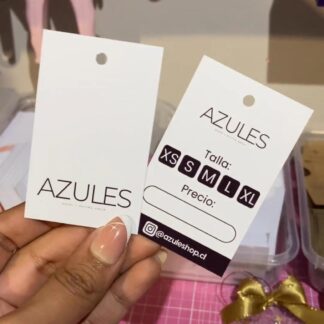 AZULES
AZULES
Talla:
XS S M L XL
Precio:
@azuleshop.cl